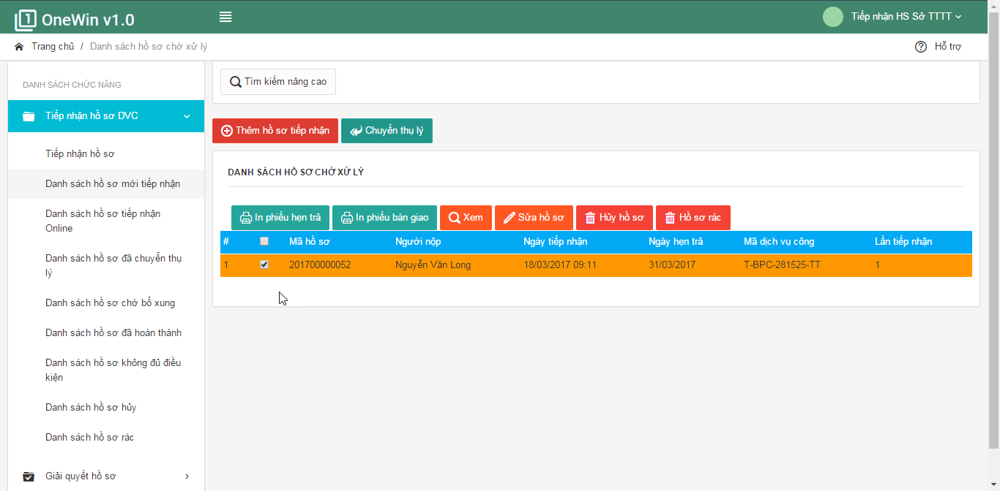 1 OneWin v1.0
Tiếp nhận HS Sở TTTT
Trang chủ / Danh sách hồ sơ chờ xử lý
Hỗ trợ
DANH SÁCH CHỨC NĂNG
Tiếp nhận hồ sơ DVC
Tiếp nhận hồ sơ
Danh sách hồ sơ mới tiếp nhận
Danh sách hồ sơ tiếp nhận
Online
Danh sách hồ sơ đã chuyển thụ
lý
Danh sách hồ sơ chờ bổ xung
Danh sách hồ sơ đã hoàn thành
Danh sách hồ sơ không đủ điều
kiện
Danh sách hồ sơ hủy
Danh sách hồ sơ rác
Giải quyết hồ sơ
Tìm kiếm nâng cao
Thêm hồ sơ tiếp nhận Chuyển thụ lý
DANH SÁCH HỒ SƠ CHỜ XỬ LÝ
In phiếu hẹn trả In phiếu bàn giao Xem Sửa hồ sơ Hủy hồ sơ Hồ sơ rác
# Mã hồ sơ Người nộp Ngày tiếp nhận Ngày hẹn trả Mã dịch vụ công Lần tiếp nhận
1 201700000052 Nguyễn Văn Long 18/03/2017 09:11 31/03/2017 T-BPC-281525-TT 1